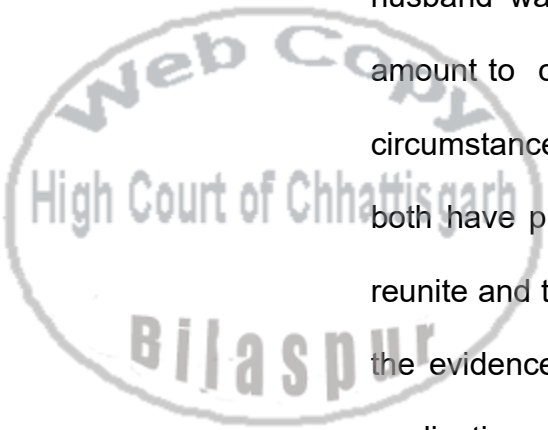 husband wa
amount to c
circumstance
both have p
reunite and t
the evidence
Web Copy
High Court of Chhattisgarh
Bilaspur